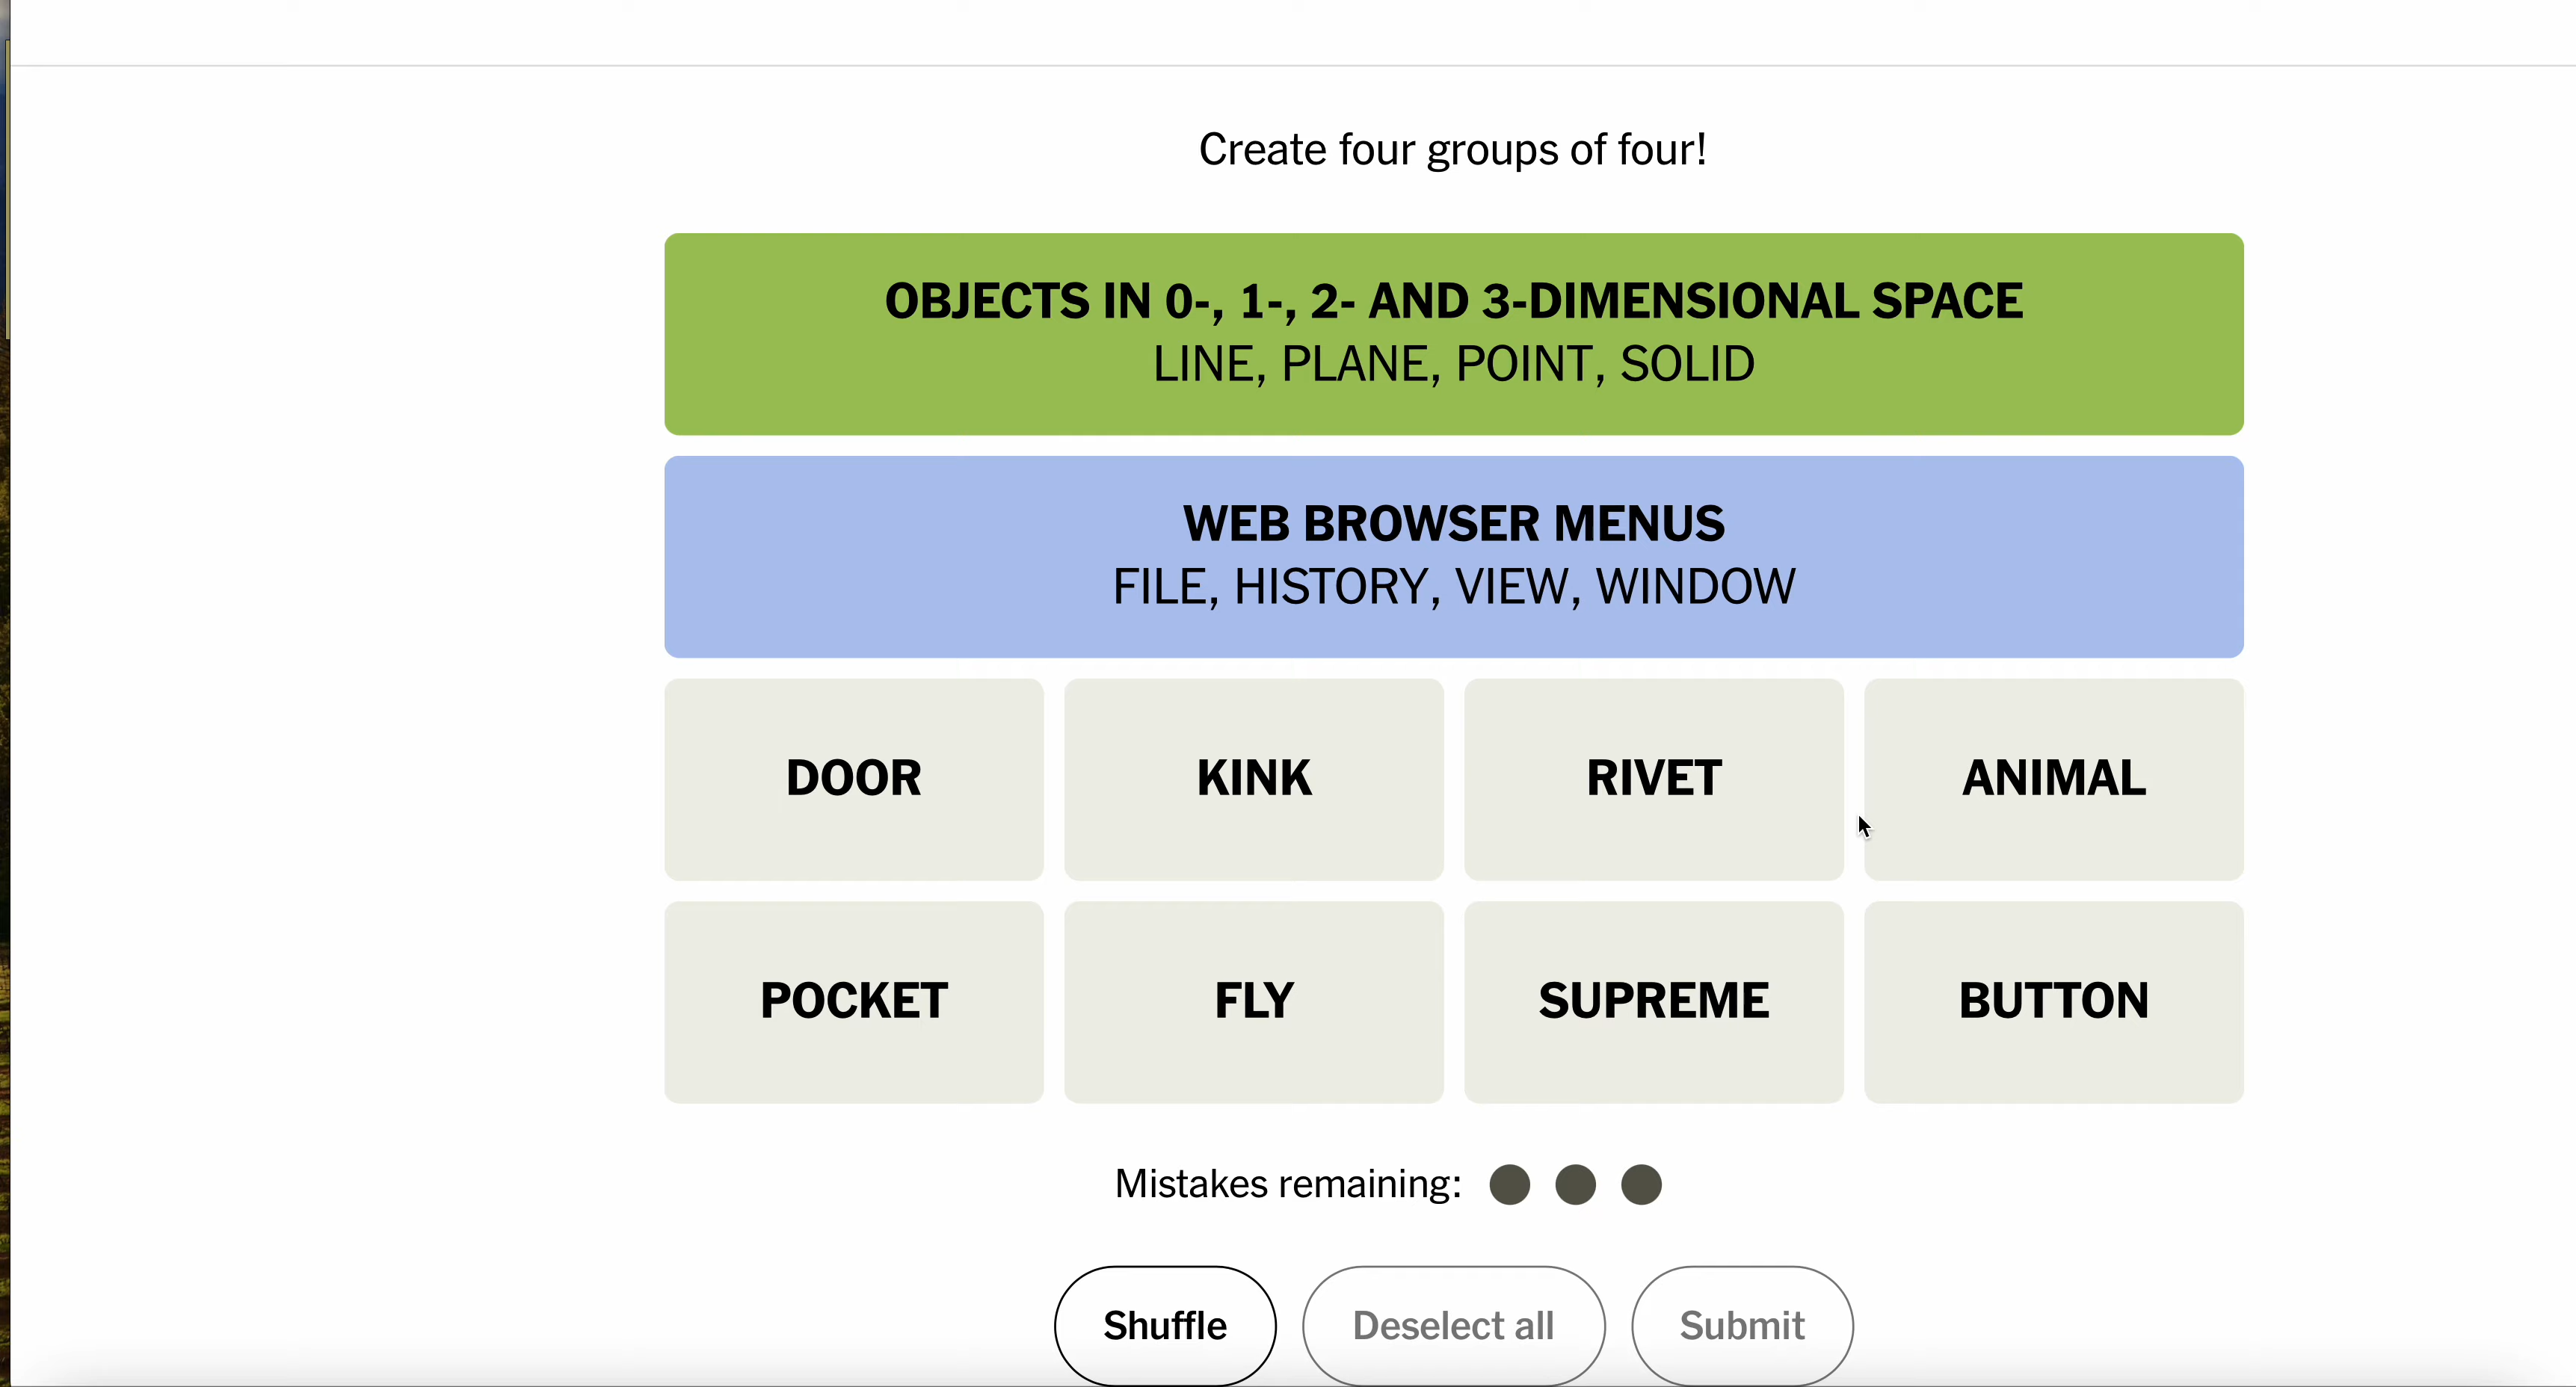 Create four groups of four!
OBJECTS IN 0-, 1-, 2- AND 3-DIMENSIONAL SPACE
LINE, PLANE, POINT, SOLID
WEB BROWSER MENUS
FILE, HISTORY, VIEW, WINDOW
DOOR KINK RIVET ANIMAL
POCKET FLY SUPREME BUTTON
Mistakes remaining:
Shuffle Deselect all Submit